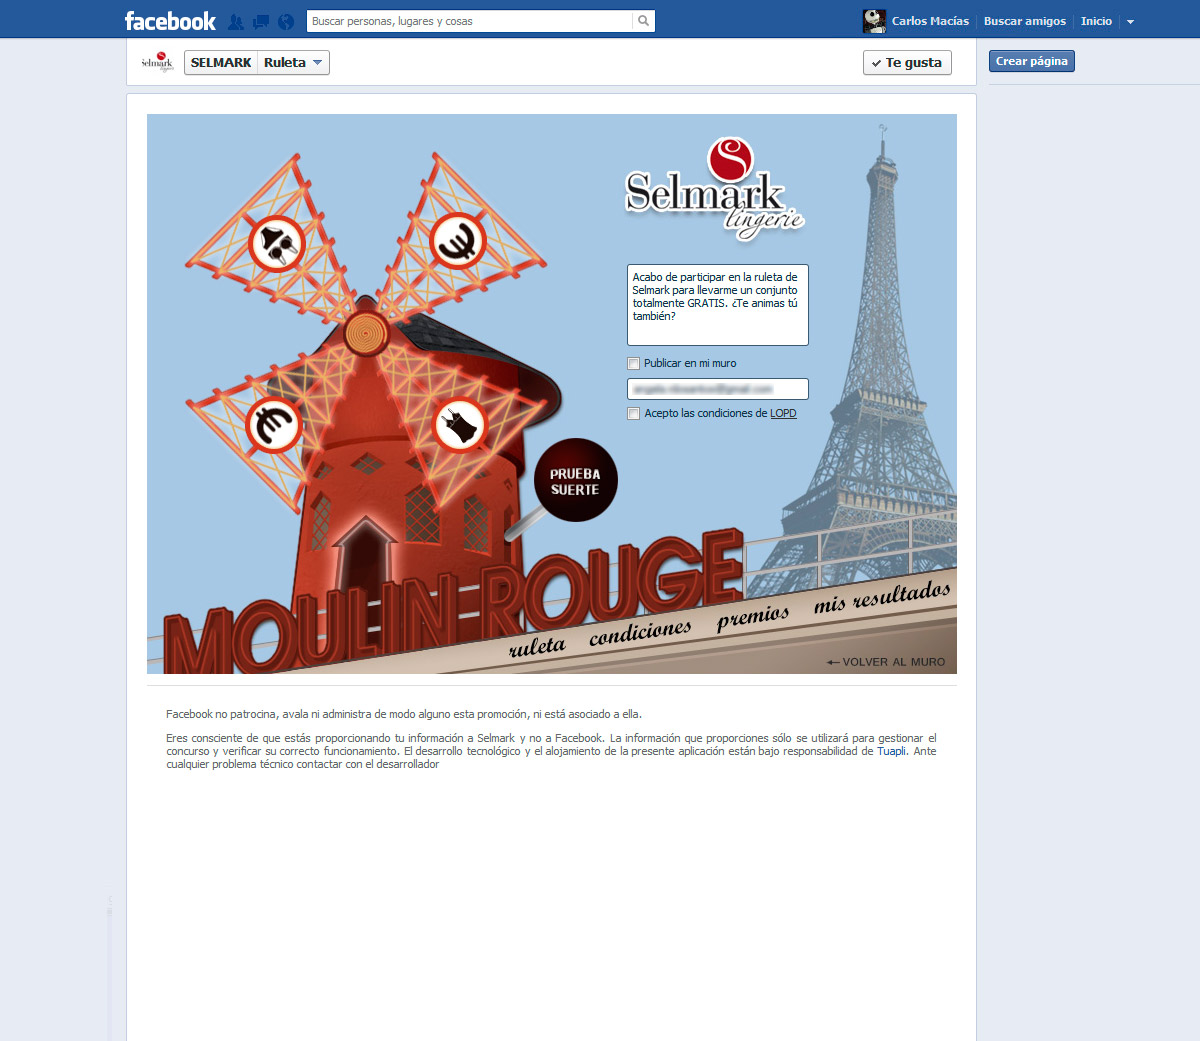 facebook
Buscar personas, lugares y cosas
Carlos Macías
Buscar amigos
Inicio
Selmark
lingerie
SELMARK
Ruleta
Te gusta
Crear página
Selmark
lingerie
Acabo de participar en la ruleta de
Selmark para llevarme un conjunto
totalmente GRATIS. ¿Te animas tú
también?
Publicar en mi muro
Acepto las condiciones de LOPD
PRUEBA
SUERTE
MOULIN ROUGE
ruleta
condiciones
premios
mis resultados
VOLVER AL MURO
Facebook no patrocina, avala ni administra de modo alguno esta promoción, ni está asociado a ella.
Eres consciente de que estás proporcionando tu información a Selmark y no a Facebook. La información que proporciones sólo se utilizará para gestionar el
concurso y verificar su correcto funcionamiento. El desarrollo tecnológico y el alojamiento de la presente aplicación están bajo responsabilidad de Tuapli. Ante
cualquier problema técnico contactar con el desarrollador